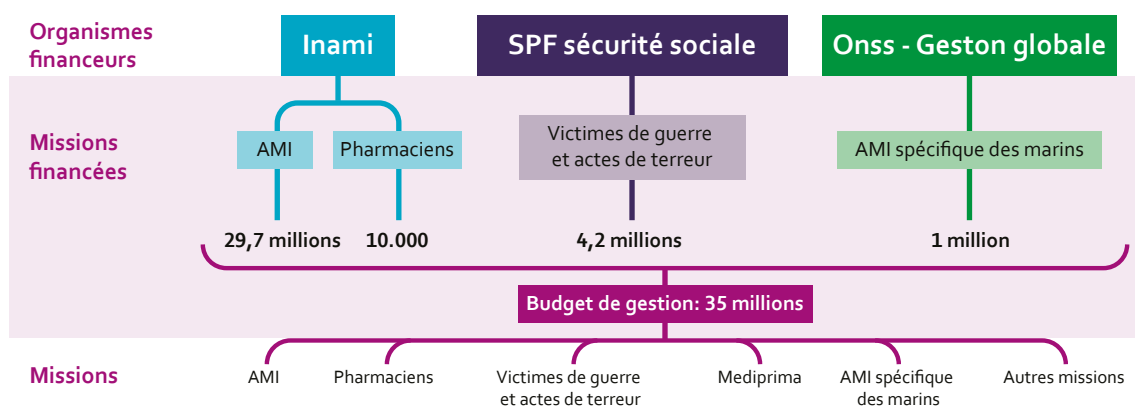 Organismes
financeurs
Inami
SPF sécurité sociale
Onss - Geston globale
Missions
financées
AMI
Pharmaciens
Victimes de guerre
et actes de terreur
AMI spécifique des marins
29,7 millions
10.000
4,2 millions
1 million
Budget de gestion: 35 millions
Missions
AMI
Pharmaciens
Victimes de guerre
et actes de terreur
Mediprima
AMI spécifique
des marins
Autres missions